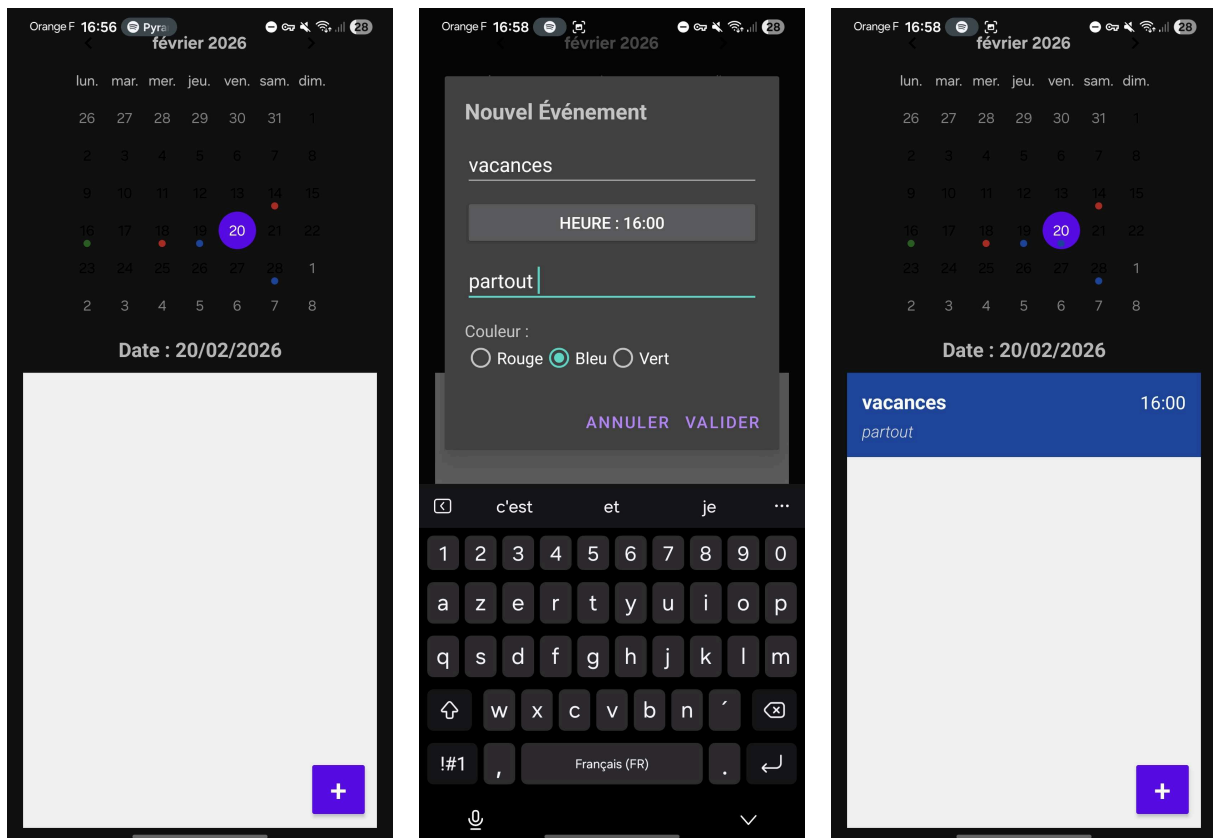 Orange F 16:56 Pyra 28
février 2026
lun. mar. mer. jeu. ven. sam. dim.
26 27 28 29 30 31 1
2 3 4 5 6 7 8
9 10 11 12 13 14 15
16 17 18 19 20 21 22
23 24 25 26 27 28 1
2 3 4 5 6 7 8
Date : 20/02/2026
+
Orange F 16:58 28
février 2026
Nouvel Événement
vacances
HEURE : 16:00
partout
Couleur :
Rouge Bleu Vert
ANNULER VALIDER
c'est et je ...
1 2 3 4 5 6 7 8 9 0
a z e r t y u i o p
q s d f g h j k l m
w x c v b n ´
!#1 , Français (FR) .
Orange F 16:58 28
février 2026
lun. mar. mer. jeu. ven. sam. dim.
26 27 28 29 30 31 1
2 3 4 5 6 7 8
9 10 11 12 13 14 15
16 17 18 19 20 21 22
23 24 25 26 27 28 1
2 3 4 5 6 7 8
Date : 20/02/2026
vacances 16:00
partout
+